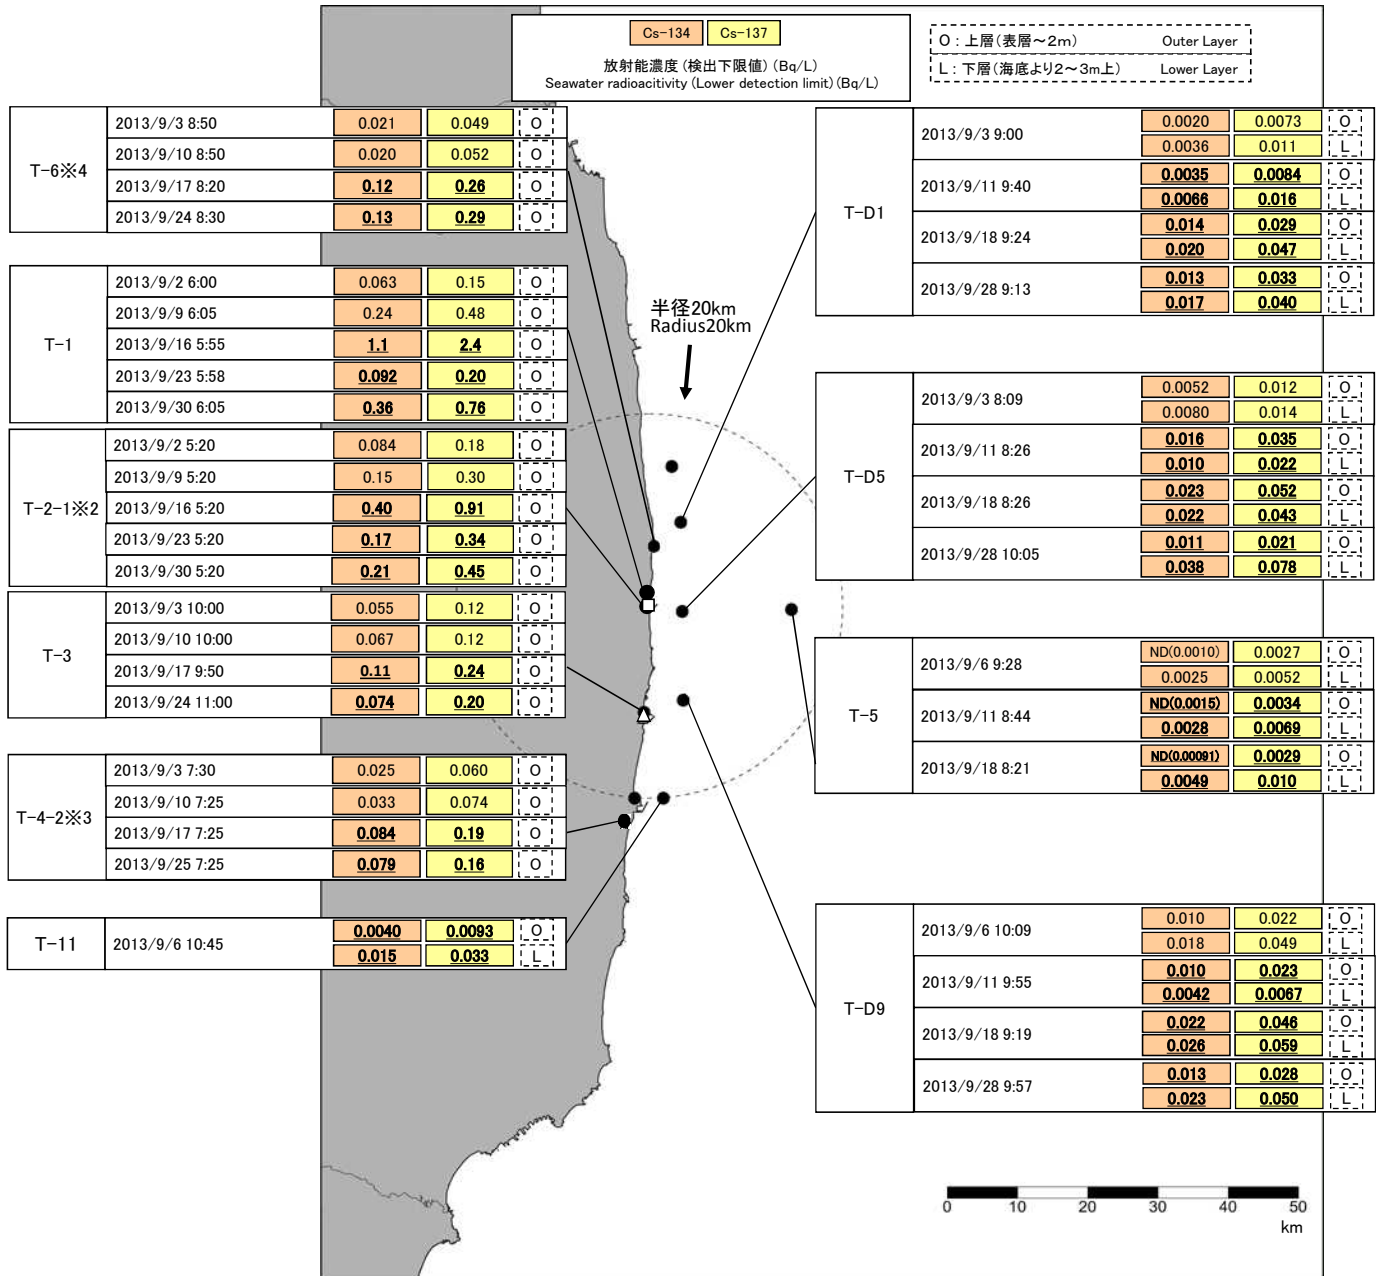 Cs-134 Cs-137
放射能濃度(検出下限値)(Bq/L)
Seawater radioacitivity(Lower detection limit)(Bq/L)
O:上層(表層~2m) Outer Layer
L:下層(海底より2~3m上) Lower Layer
T-6※4
2013/9/3 8:50 0.021 0.049 O
2013/9/10 8:50 0.020 0.052 O
2013/9/17 8:20 0.12 0.26 O
2013/9/24 8:30 0.13 0.29 O
T-1
2013/9/2 6:00 0.063 0.15 O
2013/9/9 6:05 0.24 0.48 O
2013/9/16 5:55 1.1 2.4 O
2013/9/23 5:58 0.092 0.20 O
2013/9/30 6:05 0.36 0.76 O
T-2-1※2
2013/9/2 5:20 0.084 0.18 O
2013/9/9 5:20 0.15 0.30 O
2013/9/16 5:20 0.40 0.91 O
2013/9/23 5:20 0.17 0.34 O
2013/9/30 5:20 0.21 0.45 O
T-3
2013/9/3 10:00 0.055 0.12 O
2013/9/10 10:00 0.067 0.12 O
2013/9/17 9:50 0.11 0.24 O
2013/9/24 11:00 0.074 0.20 O
T-4-2※3
2013/9/3 7:30 0.025 0.060 O
2013/9/10 7:25 0.033 0.074 O
2013/9/17 7:25 0.084 0.19 O
2013/9/25 7:25 0.079 0.16 O
T-11
2013/9/6 10:45 0.0040 0.0093 O
0.015 0.033 L
半径20km
Radius20km
T-D1
2013/9/3 9:00 0.0020 0.0073 O
0.0036 0.011 L
2013/9/11 9:40 0.0035 0.0084 O
0.0066 0.016 L
2013/9/18 9:24 0.014 0.029 O
0.020 0.047 L
2013/9/28 9:13 0.013 0.033 O
0.017 0.040 L
T-D5
2013/9/3 8:09 0.0052 0.012 O
0.0080 0.014 L
2013/9/11 8:26 0.016 0.035 O
0.010 0.022 L
2013/9/18 8:26 0.023 0.052 O
0.022 0.043 L
2013/9/28 10:05 0.011 0.021 O
0.038 0.078 L
T-5
2013/9/6 9:28 ND(0.0010) 0.0027 O
0.0025 0.0052 L
2013/9/11 8:44 ND(0.0015) 0.0034 O
0.0028 0.0069 L
2013/9/18 8:21 ND(0.00091) 0.0029 O
0.0049 0.010 L
T-D9
2013/9/6 10:09 0.010 0.022 O
0.018 0.049 L
2013/9/11 9:55 0.010 0.023 O
0.0042 0.0067 L
2013/9/18 9:19 0.022 0.046 O
0.026 0.059 L
2013/9/28 9:57 0.013 0.028 O
0.023 0.050 L
0 10 20 30 40 50
km